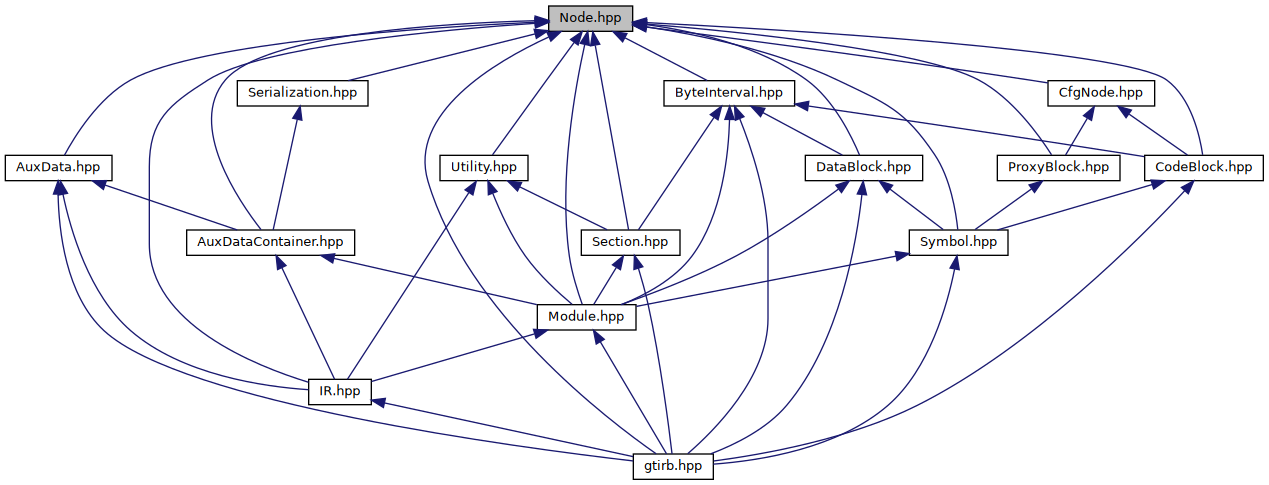 Node.hpp
Serialization.hpp
ByteInterval.hpp
CfgNode.hpp
AuxData.hpp
Utility.hpp
DataBlock.hpp
ProxyBlock.hpp
CodeBlock.hpp
AuxDataContainer.hpp
Section.hpp
Symbol.hpp
Module.hpp
IR.hpp
gtirb.hpp